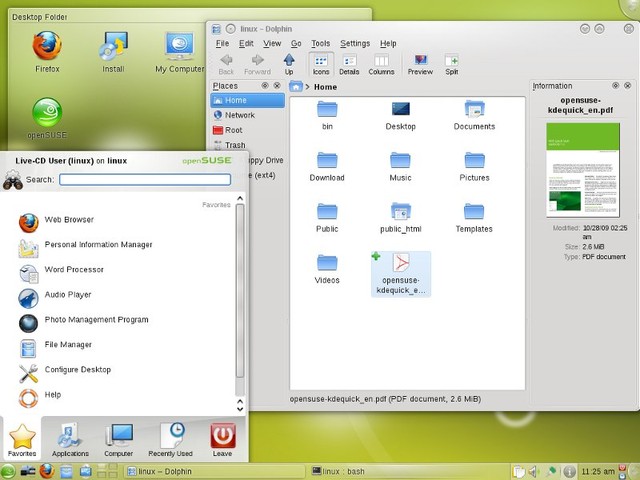 Desktop Folder
Firefox
Install
My Computer
openSUSE
linux – Dolphin
File Edit View Go Tools Settings Help
Back Forward Up Icons Details Columns Preview Split
Places
Home
Network
Red
Trash
ppy Drive
e (ext4)
Home
bin
Desktop
Documents
Download
Music
Pictures
Public
public_html
Templates
Videos
opensuse-
kdequick_e...
opensuse-kdequick_en.pdf (PDF document, 2.6 MiB)
Information
opensuse-
kdequick_en.pdf
Modified: 10/28/09 02:25
am
Size: 2.6 MiB
Type: PDF document
Live-CD User (linux) on linux
openSUSE
Search:
Favorites
Web Browser
Personal Information Manager
Word Processor
Audio Player
Photo Management Program
File Manager
Configure Desktop
Help
Favorites Applications Computer Recently Used Leave
linux – Dolphin
linux : bash
11:25 am